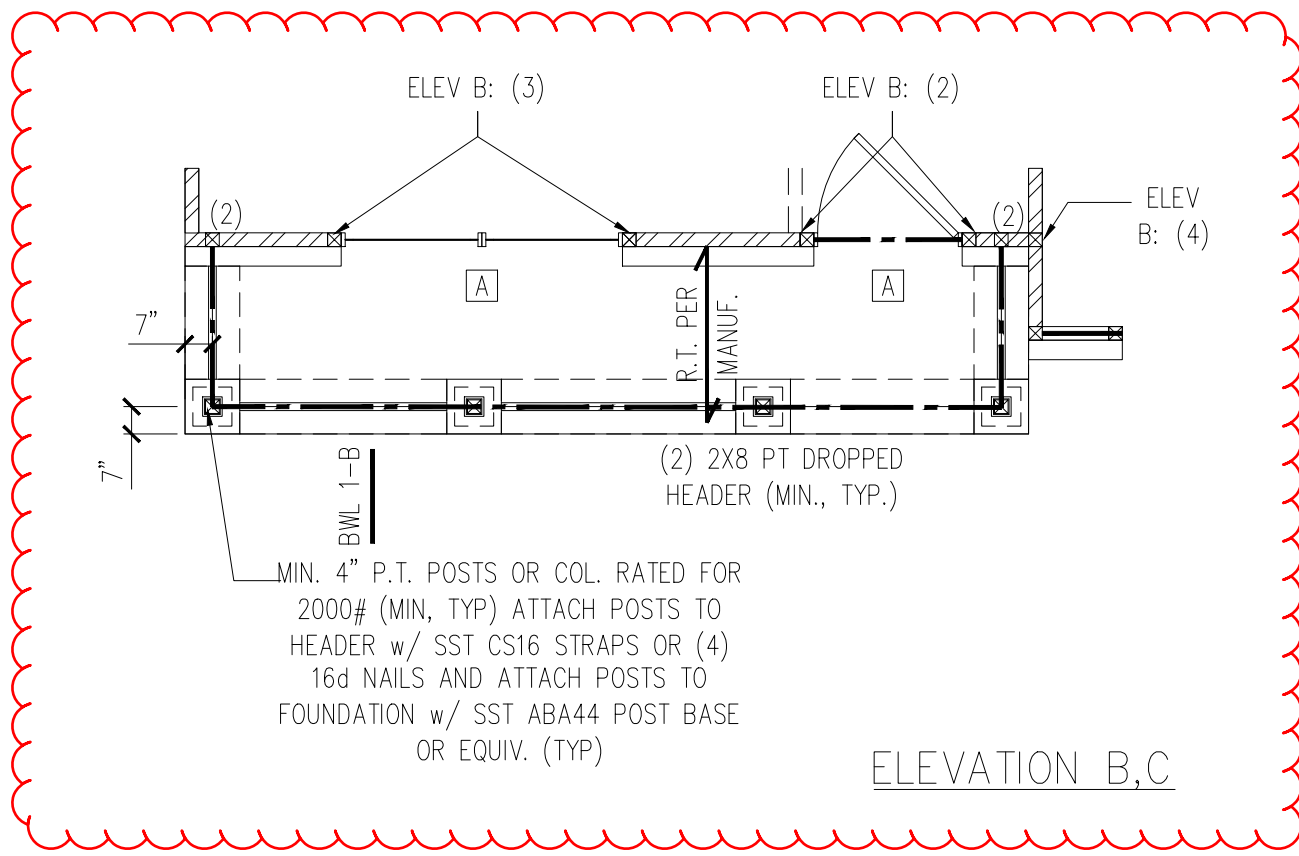 ELEV B: (3)
ELEV B: (2)
(2)
(2)
ELEV
B: (4)
A
A
7"
R.T. PER
MANUF.
7"
(2) 2X8 PT DROPPED
HEADER (MIN., TYP.)
BWL 1-B
MIN. 4" P.T. POSTS OR COL. RATED FOR
2000# (MIN, TYP) ATTACH POSTS TO
HEADER w/ SST CS16 STRAPS OR (4)
16d NAILS AND ATTACH POSTS TO
FOUNDATION w/ SST ABA44 POST BASE
OR EQUIV. (TYP)
ELEVATION B,C